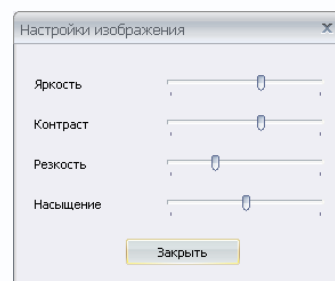 Настройки изображения
Яркость
Контраст
Резкость
Насыщение
Закрыть